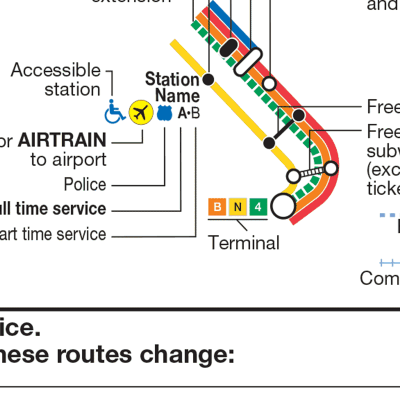 extension
and
Accessible
station
Station
Name
A•B
or AIRTRAIN
to airport
Police
ull time service
art time service
B N 4
Terminal
Free
Free
subw
(exc
ticke
Com
ice.
hese routes change: